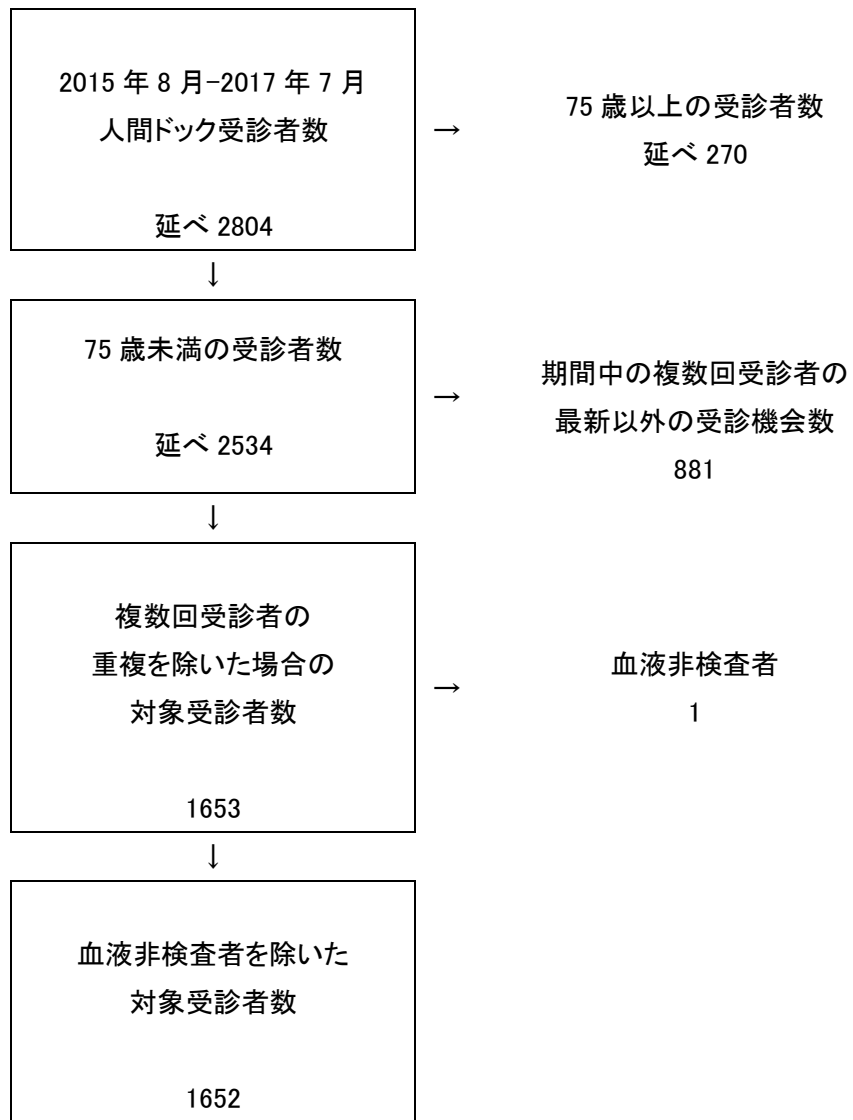 2015 年 8 月-2017 年 7 月
人間ドック受診者数
延べ 2804
→
75 歳以上の受診者数
延べ 270
↓
75 歳未満の受診者数
延べ 2534
→
期間中の複数回受診者の
最新以外の受診機会数
881
↓
複数回受診者の
重複を除いた場合の
対象受診者数
1653
→
血液非検査者
1
↓
血液非検査者を除いた
対象受診者数
1652